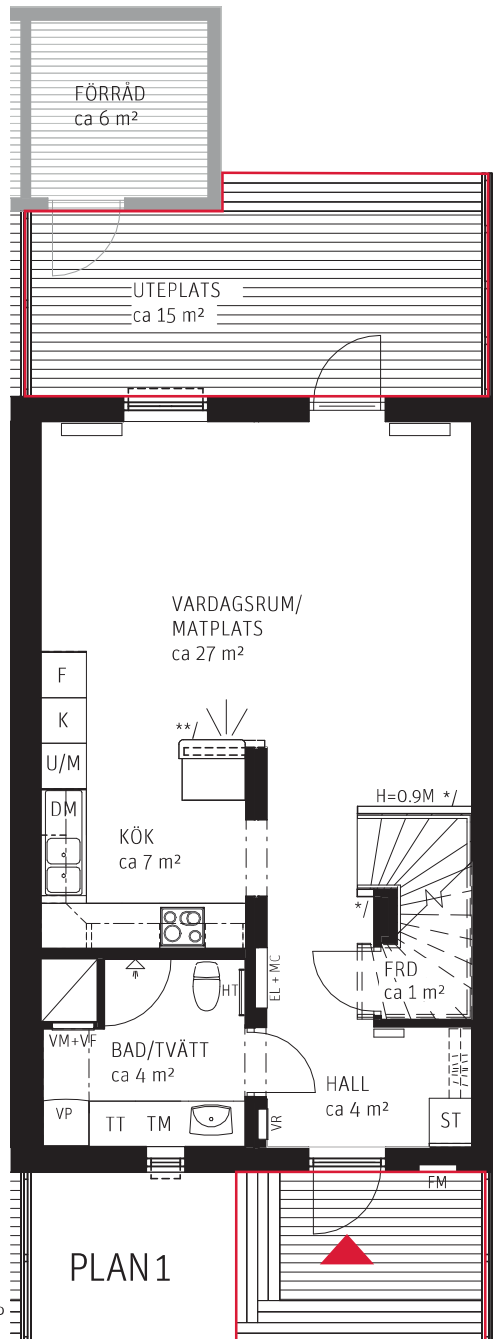 FÖRRÅD
ca 6 m²
UTEPLATS
ca 15 m²
VARDAGSRUM/
MATPLATS
ca 27 m²
F
K
**/
U/M
DM
H=0.9M */
KÖK
ca 7 m²
*/
EL + MC
FRD
ca 1 m²
HT
VM+VF
BAD/TVÄTT
ca 4 m²
HALL
ca 4 m²
VP
TT TM
VR
ST
FM
PLAN 1